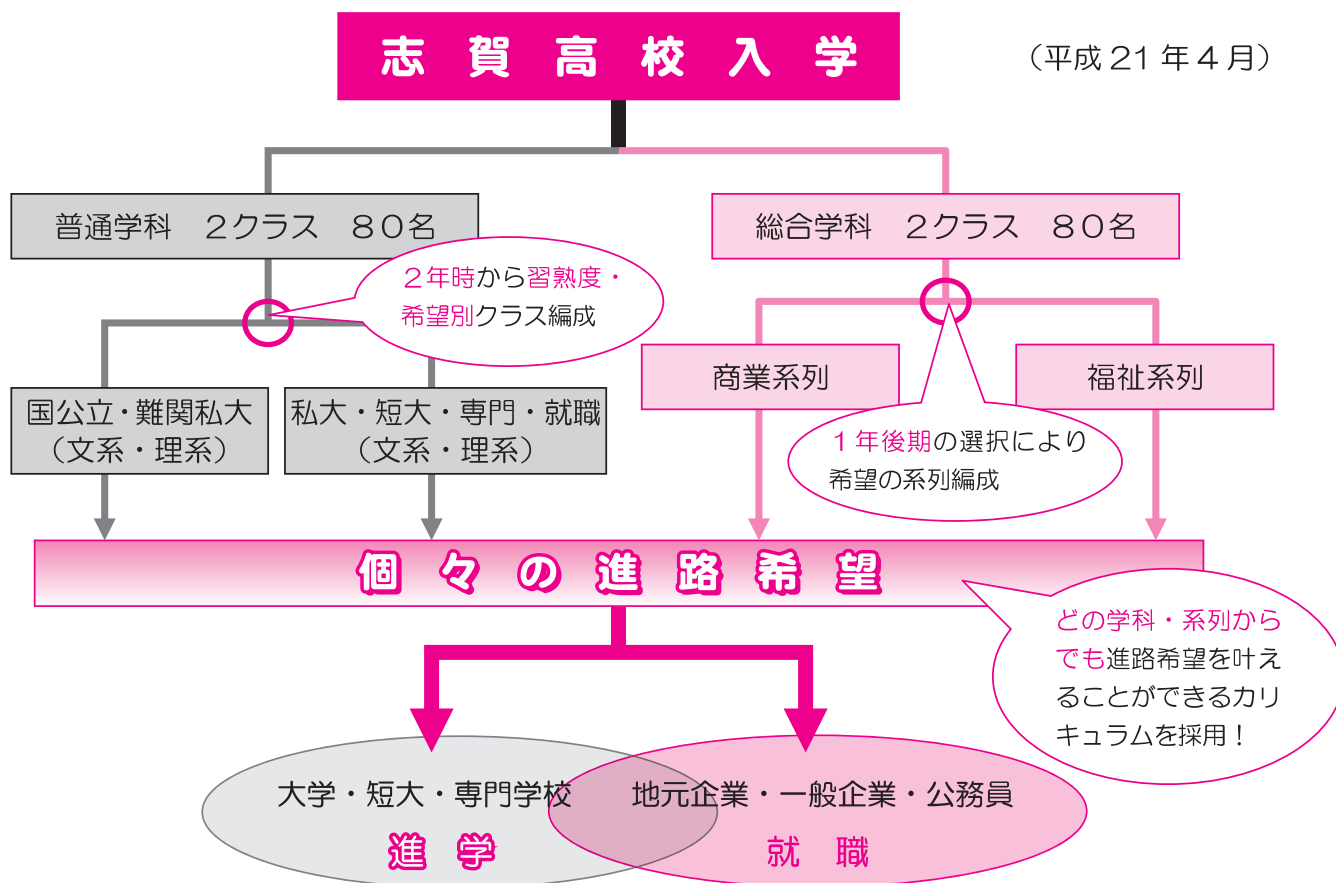 志賀高校入学
（平成21年4月）
普通学科　2クラス　80名
総合学科　2クラス　80名
2年時から習熟度・
希望別クラス編成
商業系列
福祉系列
国公立・難関私大
（文系・理系）
私大・短大・専門・就職
（文系・理系）
1年後期の選択により
希望の系列編成
個々の進路希望
どの学科・系列から
でも進路希望を叶え
ることができるカリ
キュラムを採用！
大学・短大・専門学校
進学
地元企業・一般企業・公務員
就職